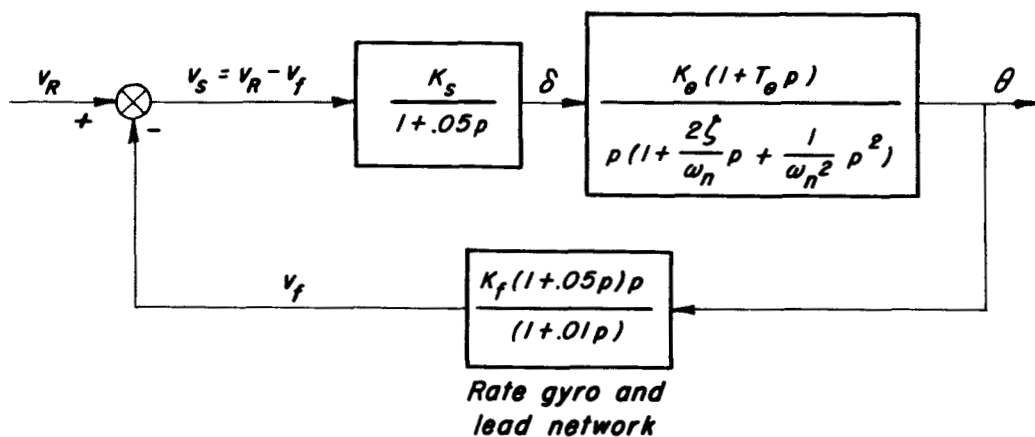 v_R
+
-
v_s = v_R - v_f
K_s
1 + .05p
δ
K_θ (1 + T_θ p)
p (1 + 2ζ/ω_n p + 1/ω_n² p²)
θ
v_f
K_f (1 + .05p) p
(1 + .01p)
Rate gyro and
lead network